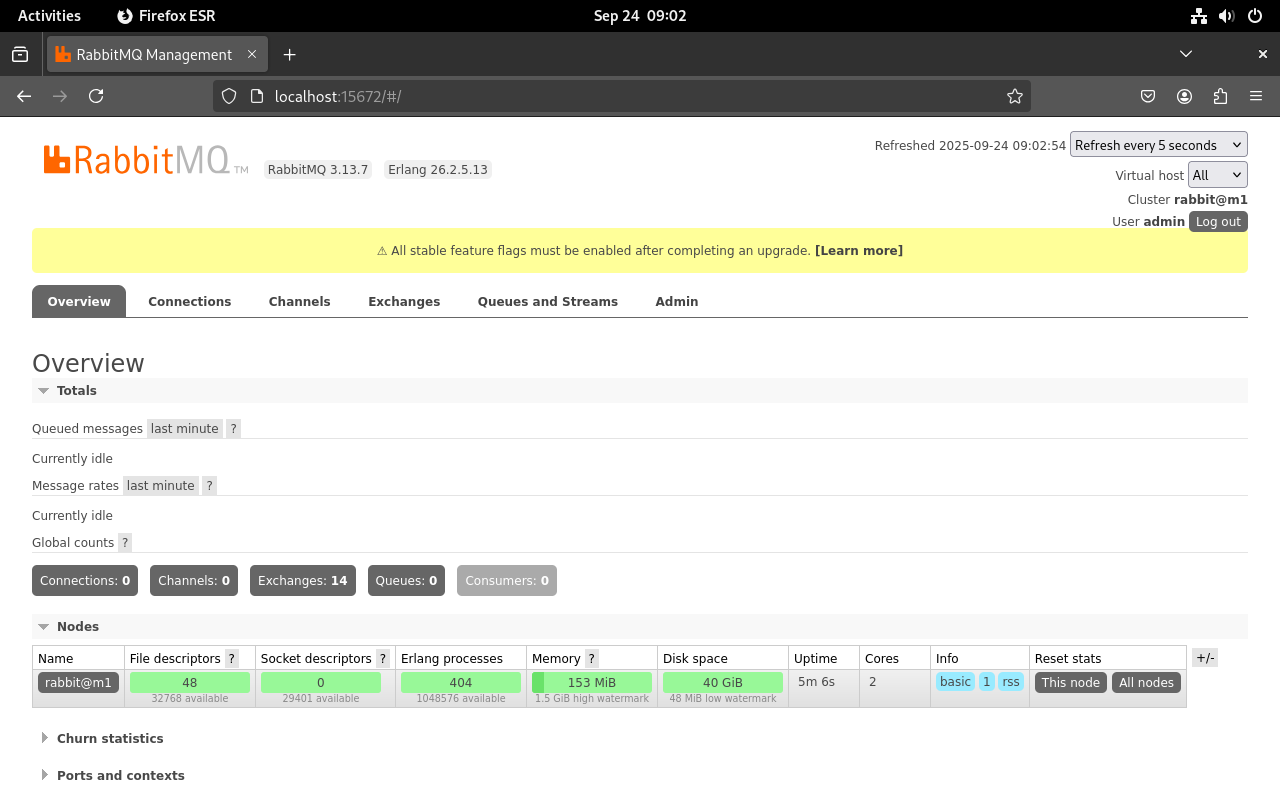 Activities Firefox ESR Sep 24 09:02
RabbitMQ Management
localhost:15672/#/
RabbitMQ TM RabbitMQ 3.13.7 Erlang 26.2.5.13
Refreshed 2025-09-24 09:02:54 Refresh every 5 seconds
Virtual host All
Cluster rabbit@m1
User admin Log out
⚠ All stable feature flags must be enabled after completing an upgrade. [Learn more]
Overview Connections Channels Exchanges Queues and Streams Admin
Overview
Totals
Queued messages last minute ?
Currently idle
Message rates last minute ?
Currently idle
Global counts ?
Connections: 0 Channels: 0 Exchanges: 14 Queues: 0 Consumers: 0
Nodes
Name File descriptors ? Socket descriptors ? Erlang processes Memory ? Disk space Uptime Cores Info Reset stats +/-
rabbit@m1 48 0 404 153 MiB 40 GiB 5m 6s 2 basic 1 rss This node All nodes
32768 available 29401 available 1048576 available 1.5 GiB high watermark 48 MiB low watermark
Churn statistics
Ports and contexts